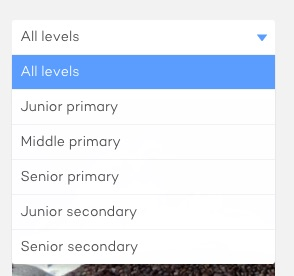 All levels
All levels
Junior primary
Middle primary
Senior primary
Junior secondary
Senior secondary